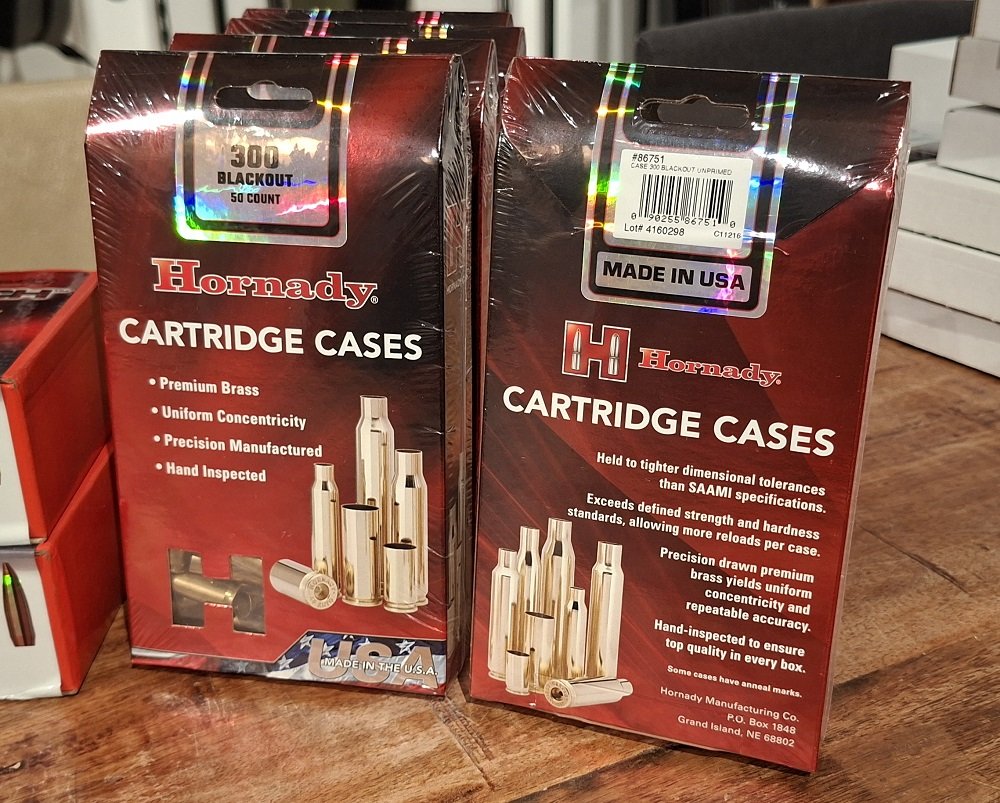 300
BLACKOUT
50 COUNT
Hornady®
CARTRIDGE CASES
• Premium Brass
• Uniform Concentricity
• Precision Manufactured
• Hand Inspected
USA
MADE IN THE U.S.A.
#86751
CASE 300 BLACKOUT UNPRIMED
0 90255 86751 0
Lot# 4160298 C11216
MADE IN USA
H Hornady®
CARTRIDGE CASES
Held to tighter dimensional tolerances
than SAAMI specifications.
Exceeds defined strength and hardness
standards, allowing more reloads per case.
Precision drawn premium
brass yields uniform
concentricity and
repeatable accuracy.
Hand-inspected to ensure
top quality in every box.
Some cases have anneal marks.
Hornady Manufacturing Co.
P.O. Box 1848
Grand Island, NE 68802